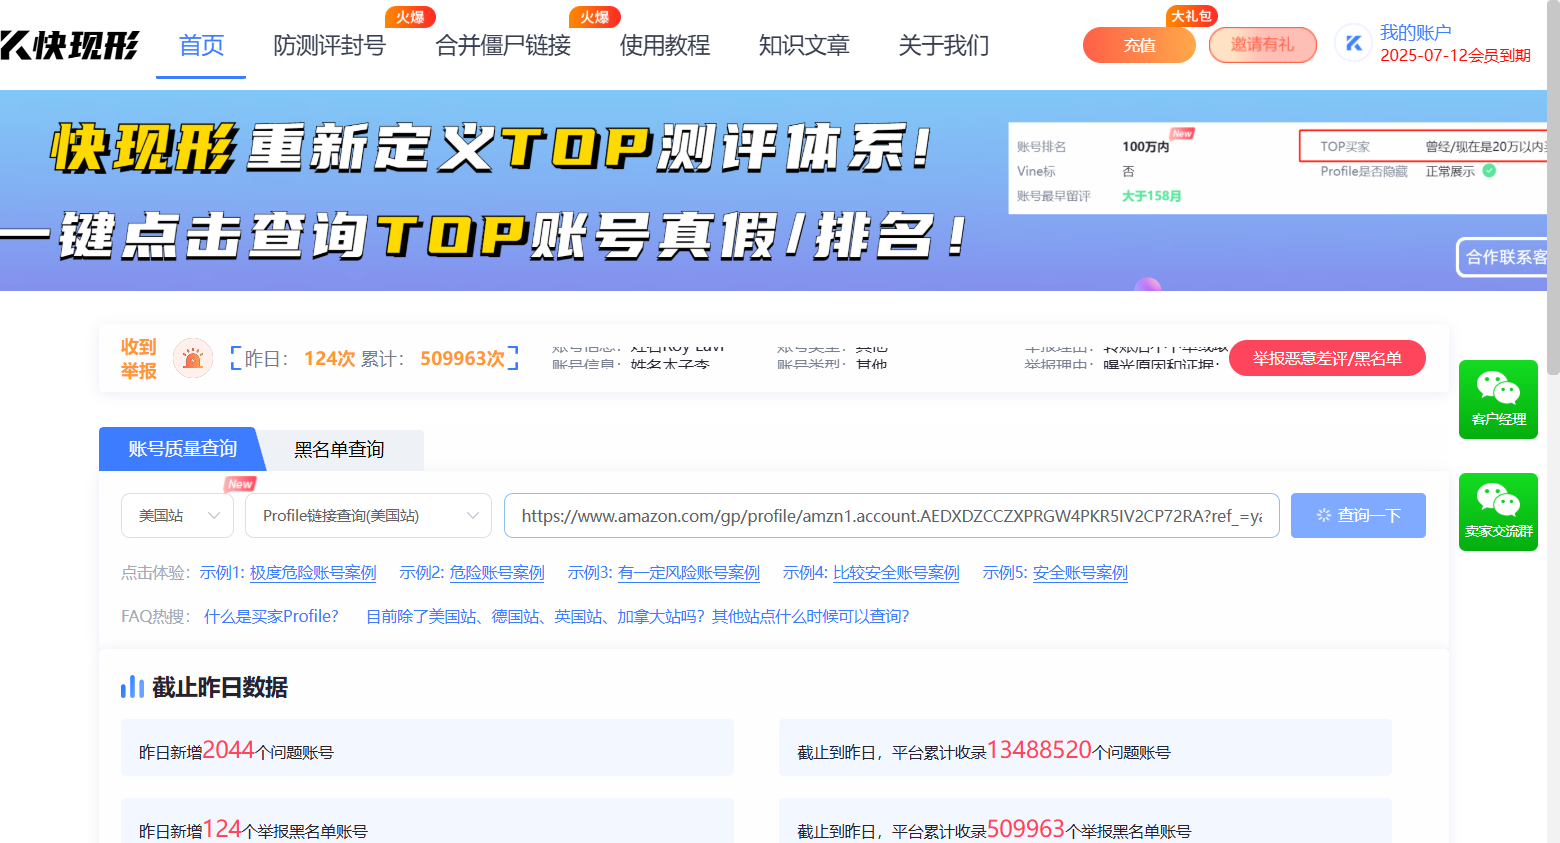 快现形
首页
防测评封号
火爆
合并僵尸链接
火爆
使用教程
知识文章
关于我们
充值
大礼包
邀请有礼
我的账户
2025-07-12会员到期
快现形重新定义TOP测评体系!
一键点击查询TOP账号真假/排名!
账号排名 100万内 New TOP买家 曾经/现在是20万以内
Vine标 否 Profile是否隐藏 正常展示
账号最早留评 大于158月
合作联系客
收到
举报
昨日： 124次 累计： 509963次
账号信息： 姓名太子李 账号类型： 其他 举报理由： 曝光原因和证据：
举报恶意差评/黑名单
客户经理
卖家交流群
账号质量查询
黑名单查询
New
美国站
Profile链接查询(美国站)
https://www.amazon.com/gp/profile/amzn1.account.AEDXDZCCZXPRGW4PKR5IV2CP72RA?ref_=ya
查询一下
点击体验： 示例1: 极度危险账号案例 示例2: 危险账号案例 示例3: 有一定风险账号案例 示例4: 比较安全账号案例 示例5: 安全账号案例
FAQ热搜： 什么是买家Profile? 目前除了美国站、德国站、英国站、加拿大站吗? 其他站点什么时候可以查询?
截止昨日数据
昨日新增2044个问题账号
截止到昨日，平台累计收录13488520个问题账号
昨日新增124个举报黑名单账号
截止到昨日，平台累计收录509963个举报黑名单账号